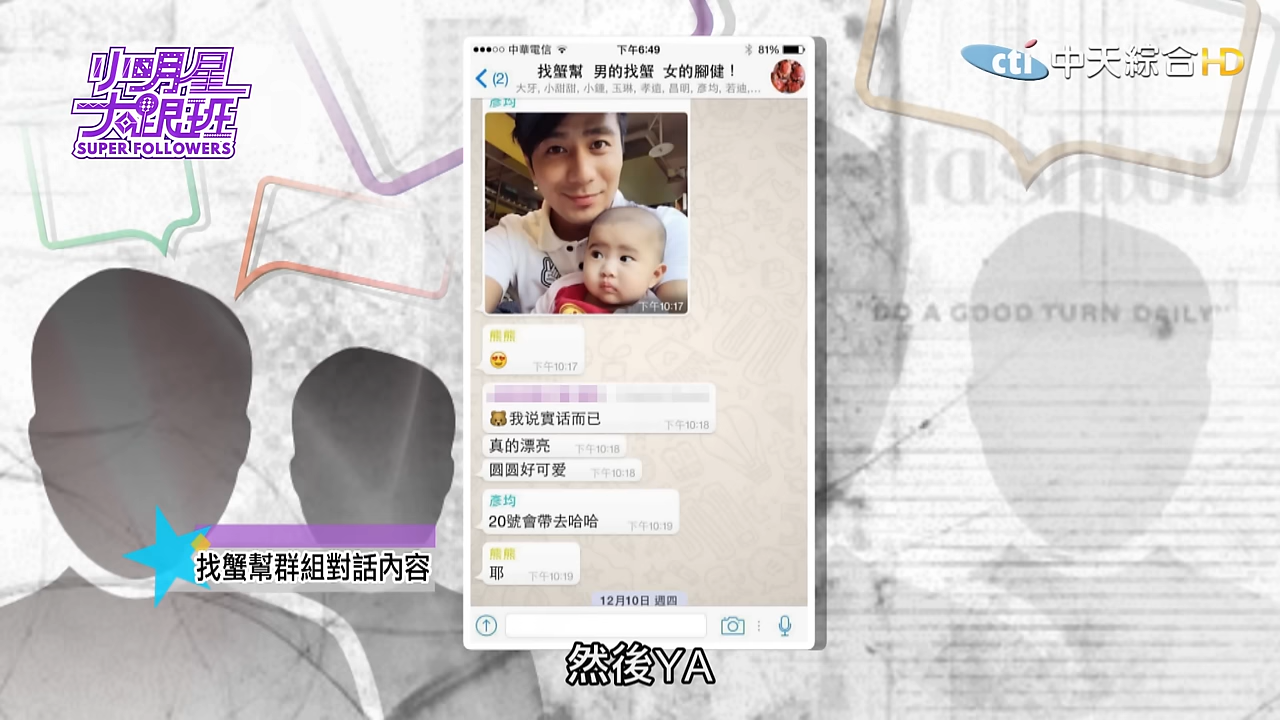 小明星
大跟班
SUPER FOLLOWERS
cti 中天綜合HD
中華電信
下午6:49
81%
(2)
找蟹幫 男的找蟹 女的腳健！
大牙, 小甜甜, 小鐘, 玉琳, 孝遠, 昌明, 彥均, 若迪,...
彥均
下午10:17
熊熊
下午10:17
🐻我说實话而已
下午10:18
真的漂亮 下午10:18
圆圆好可爱 下午10:18
彥均
20號會帶去哈哈 下午10:19
熊熊
耶 下午10:19
12月10日 週四
"DO A GOOD TURN DAILY"
找蟹幫群組對話內容
然後YA